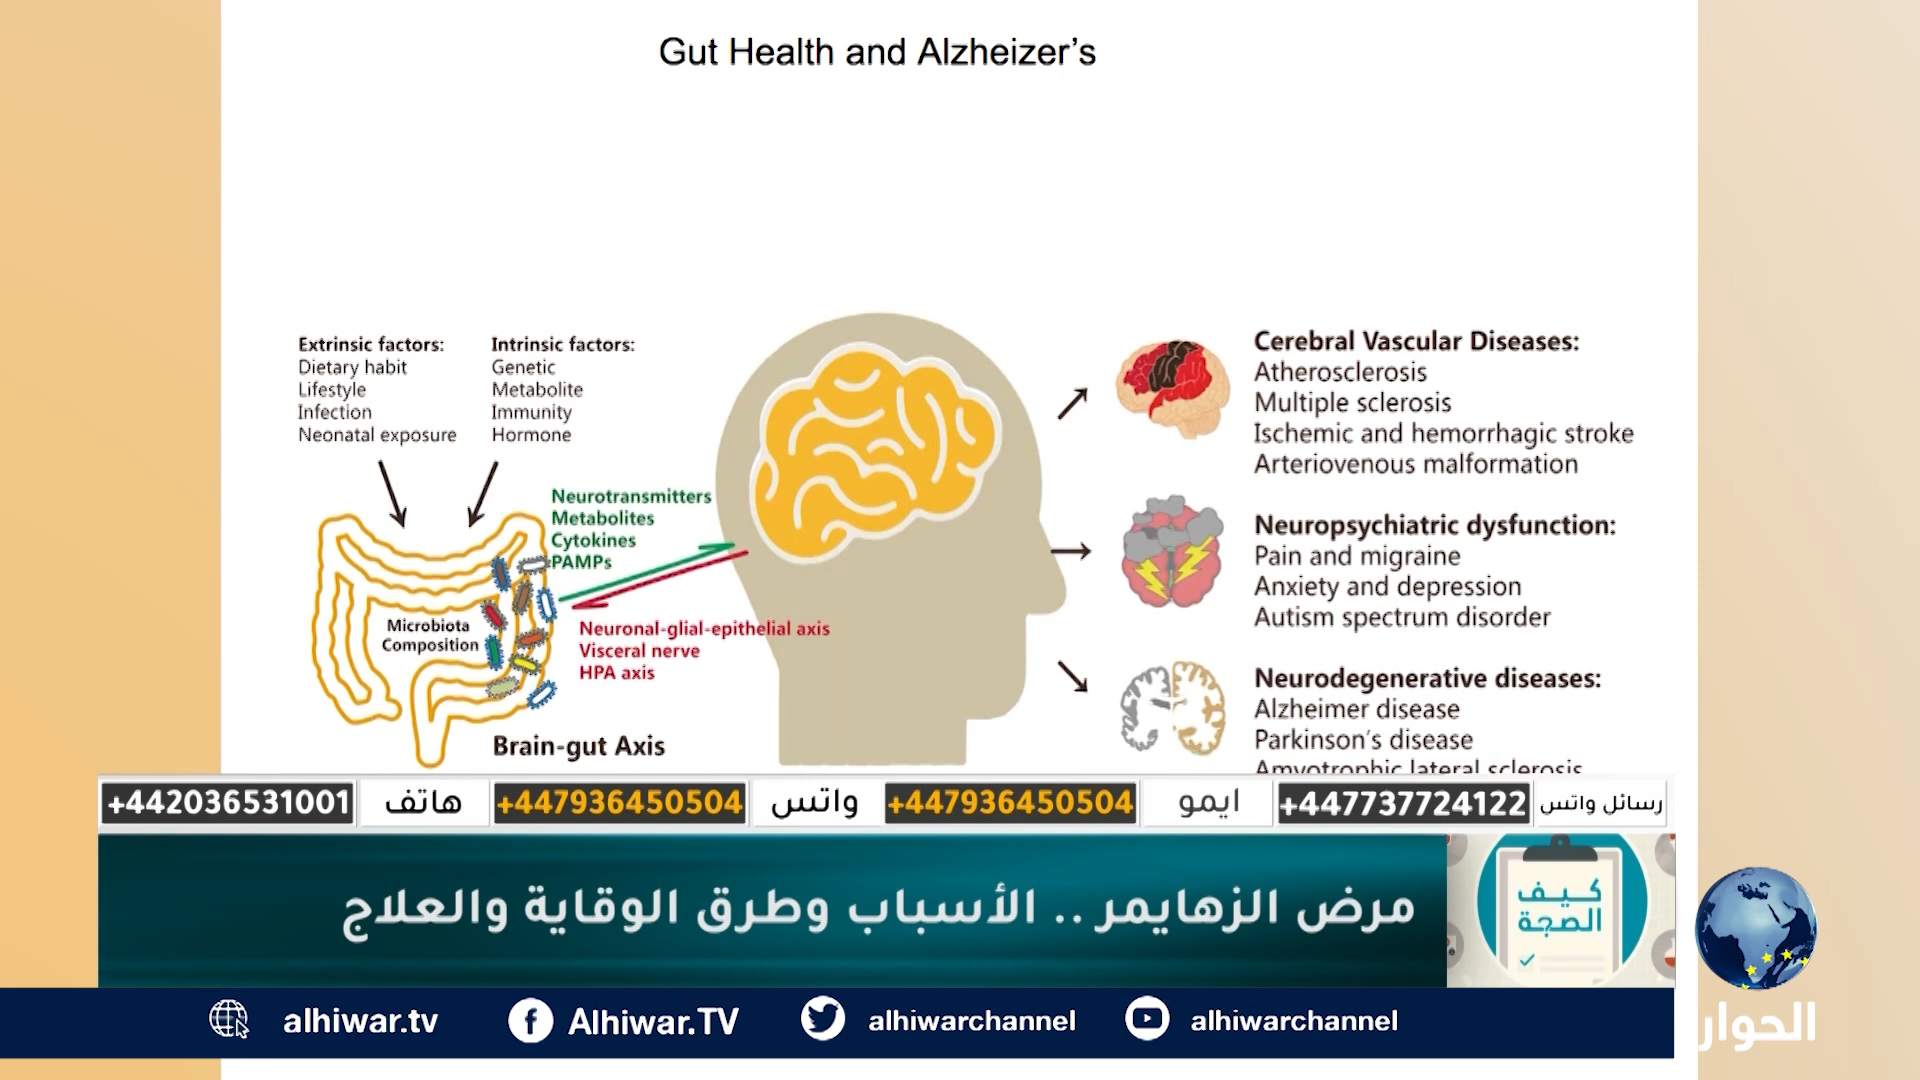 Gut Health and Alzheizer’s
Extrinsic factors:
Dietary habit
Lifestyle
Infection
Neonatal exposure
Intrinsic factors:
Genetic
Metabolite
Immunity
Hormone
Neurotransmitters
Metabolites
Cytokines
PAMPs
Microbiota
Composition
Neuronal-glial-epithelial axis
Visceral nerve
HPA axis
Brain-gut Axis
Cerebral Vascular Diseases:
Atherosclerosis
Multiple sclerosis
Ischemic and hemorrhagic stroke
Arteriovenous malformation
Neuropsychiatric dysfunction:
Pain and migraine
Anxiety and depression
Autism spectrum disorder
Neurodegenerative diseases:
Alzheimer disease
Parkinson’s disease
Amyotrophic lateral sclerosis
رسائل واتس +447737724122 ايمو +447936450504 واتس +447936450504 هاتف +442036531001
مرض الزهايمر .. الأسباب وطرق الوقاية والعلاج
كيف
الصحة؟
alhiwar.tv Alhiwar.TV alhiwarchannel alhiwarchannel
الحوار